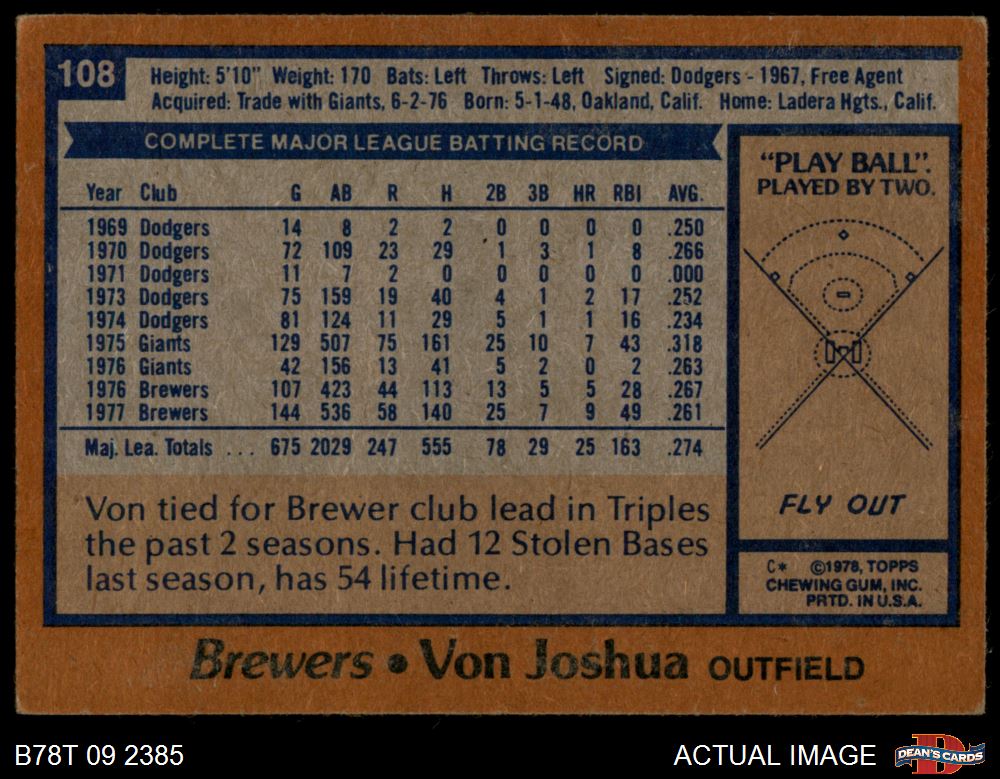 108
Height: 5'10" Weight: 170 Bats: Left Throws: Left Signed: Dodgers - 1967, Free Agent
Acquired: Trade with Giants, 6-2-76 Born: 5-1-48, Oakland, Calif. Home: Ladera Hgts., Calif.
COMPLETE MAJOR LEAGUE BATTING RECORD
Year Club G AB R H 2B 3B HR RBI AVG.
1969 Dodgers 14 8 2 2 0 0 0 0 .250
1970 Dodgers 72 109 23 29 1 3 1 8 .266
1971 Dodgers 11 7 2 0 0 0 0 0 .000
1973 Dodgers 75 159 19 40 4 1 2 17 .252
1974 Dodgers 81 124 11 29 5 1 1 16 .234
1975 Giants 129 507 75 161 25 10 7 43 .318
1976 Giants 42 156 13 41 5 2 0 2 .263
1976 Brewers 107 423 44 113 13 5 5 28 .267
1977 Brewers 144 536 58 140 25 7 9 49 .261
Maj. Lea. Totals ... 675 2029 247 555 78 29 25 163 .274
Von tied for Brewer club lead in Triples
the past 2 seasons. Had 12 Stolen Bases
last season, has 54 lifetime.
"PLAY BALL".
PLAYED BY TWO.
FLY OUT
C* ©1978, TOPPS
CHEWING GUM, INC.
PRTD. IN U.S.A.
Brewers • Von Joshua OUTFIELD
B78T 09 2385
ACTUAL IMAGE
D
DEAN'S CARDS